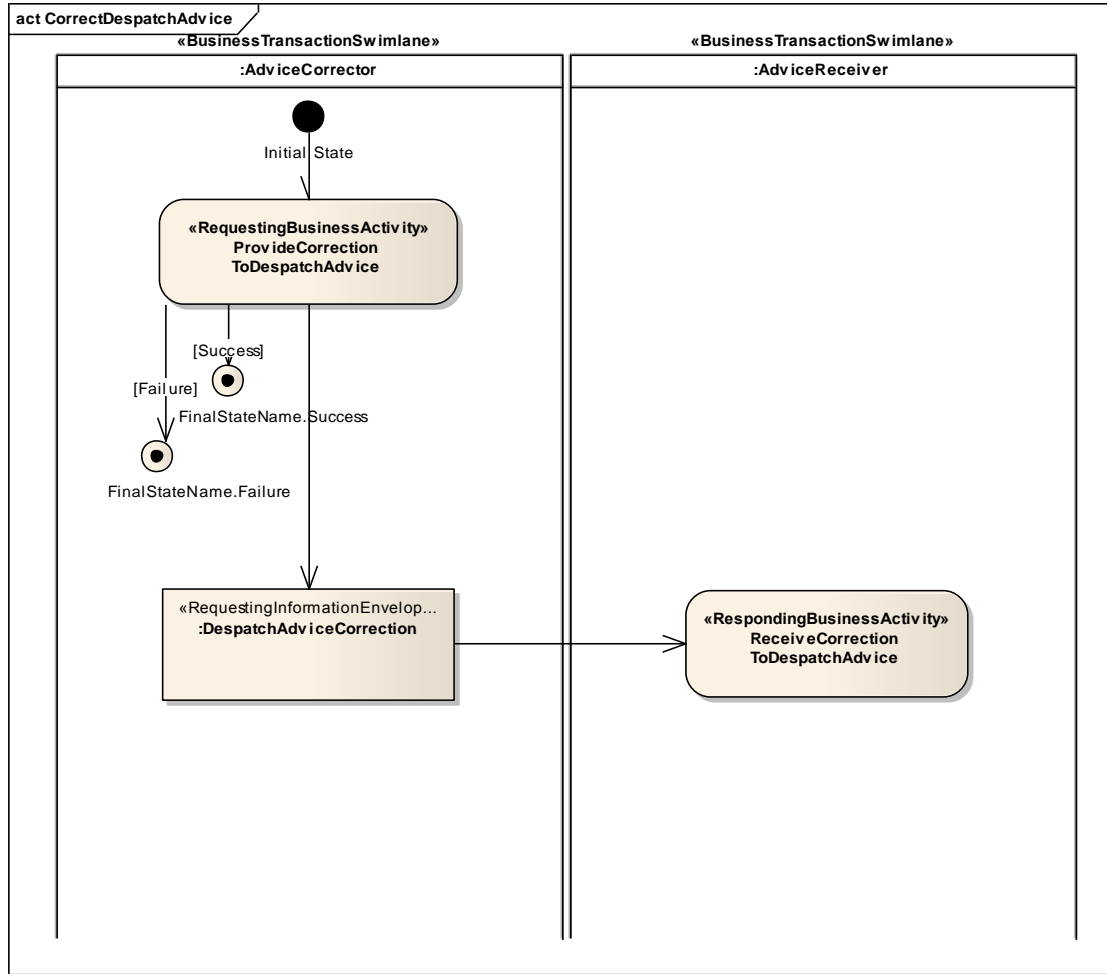 act CorrectDespatchAdvice
«BusinessTransactionSwimlane»
«BusinessTransactionSwimlane»
:AdviceCorrector
:AdviceReceiver
Initial State
«RequestingBusinessActivity»
ProvideCorrection
ToDespatchAdvice
[Success]
[Failure]
FinalStateName.Success
FinalStateName.Failure
«RequestingInformationEnvelop...
:DespatchAdviceCorrection
«RespondingBusinessActivity»
ReceiveCorrection
ToDespatchAdvice